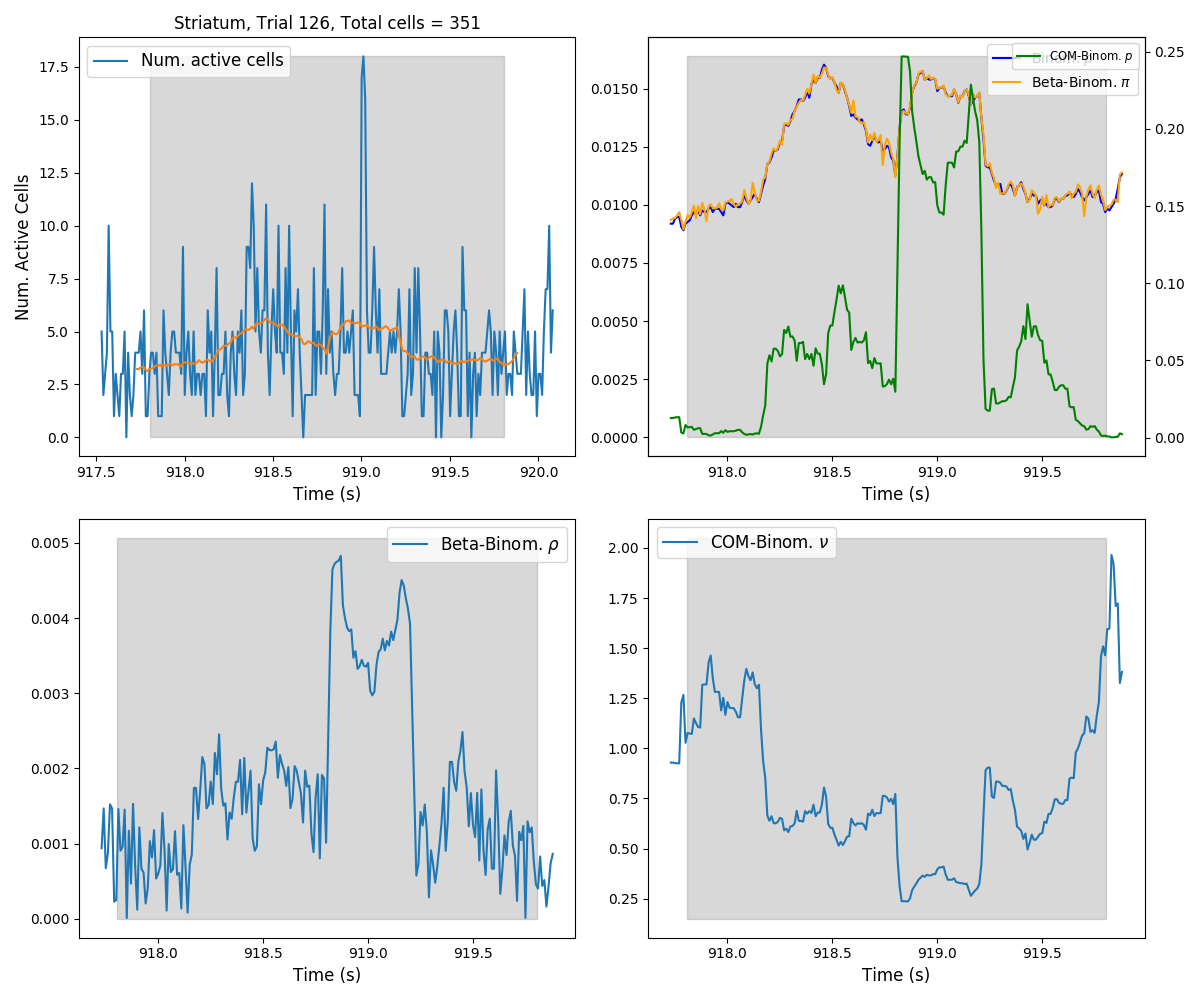 Striatum, Trial 126, Total cells = 351
Num. active cells
Num. Active Cells
17.5
15.0
12.5
10.0
7.5
5.0
2.5
0.0
917.5 918.0 918.5 919.0 919.5 920.0
Time (s)
COM-Binom. p
Beta-Binom. π
0.0150
0.0125
0.0100
0.0075
0.0050
0.0025
0.0000
0.25
0.20
0.15
0.10
0.05
0.00
918.0 918.5 919.0 919.5
Time (s)
Beta-Binom. ρ
0.005
0.004
0.003
0.002
0.001
0.000
918.0 918.5 919.0 919.5
Time (s)
COM-Binom. ν
2.00
1.75
1.50
1.25
1.00
0.75
0.50
0.25
918.0 918.5 919.0 919.5
Time (s)